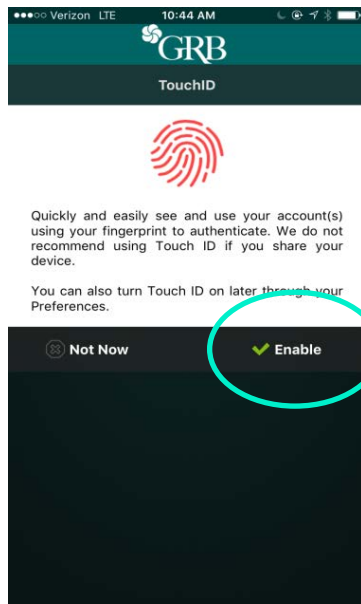 Verizon LTE 10:44 AM
GRB
TouchID
Quickly and easily see and use your account(s)
using your fingerprint to authenticate. We do not
recommend using Touch ID if you share your
device.
You can also turn Touch ID on later through your
Preferences.
Not Now Enable